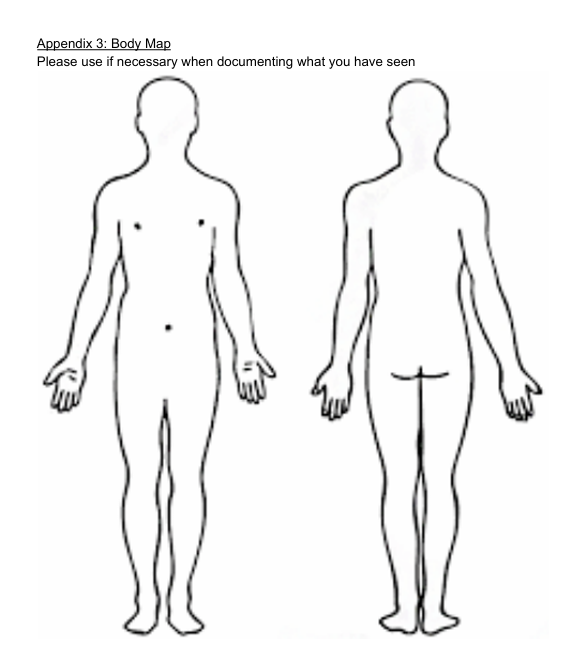 Appendix 3: Body Map
Please use if necessary when documenting what you have seen